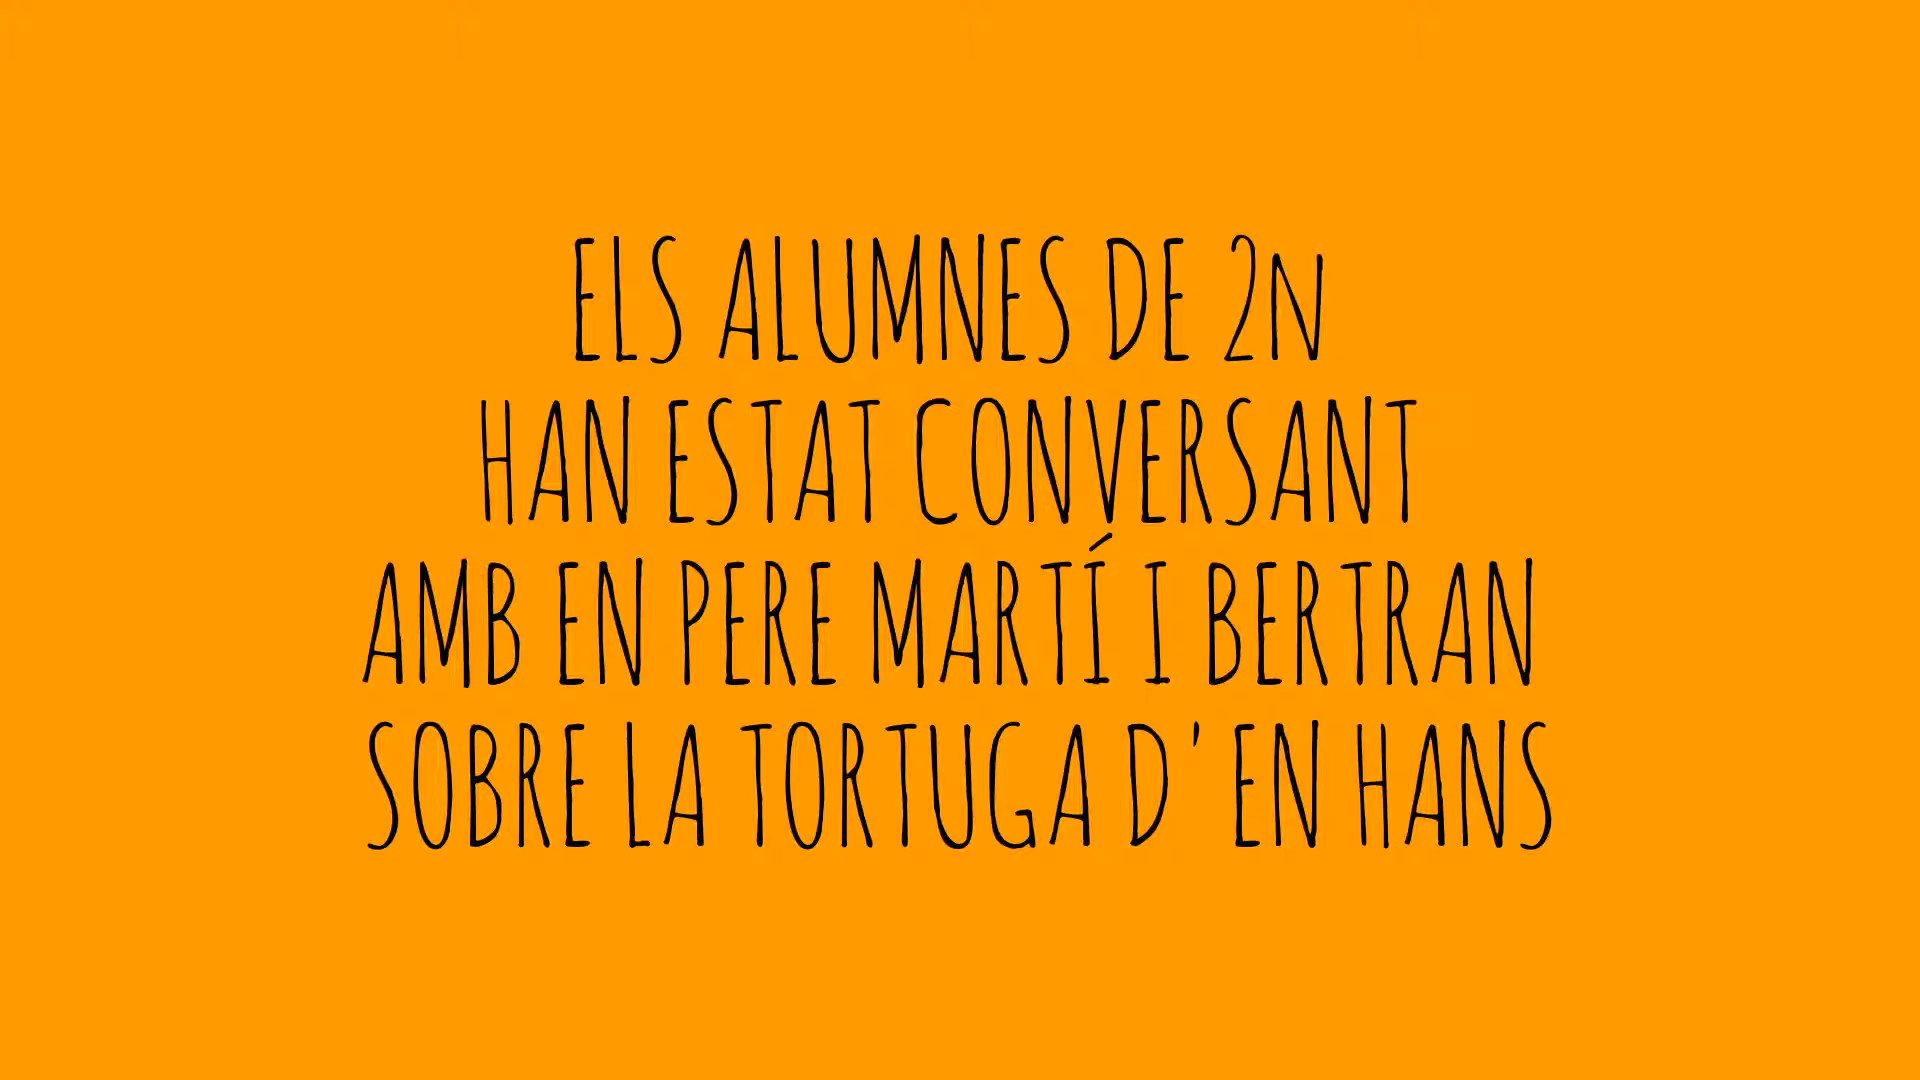 ELS ALUMNES DE 2N
HAN ESTAT CONVERSANT
AMB EN PERE MARTÍ I BERTRAN
SOBRE LA TORTUGA D'EN HANS